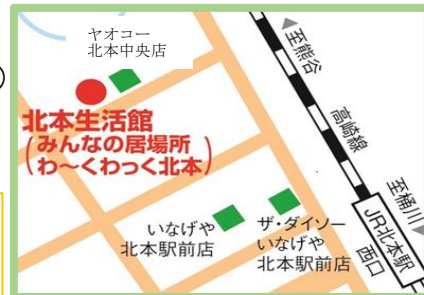 ヤオコー
北本中央店
北本生活館
(みんなの居場所
わ～くわっく北本)
いなげや
北本駅前店
ザ・ダイソー
いなげや
北本駅前店
至熊谷
高崎線
至桶川
JR北本駅
西口
)